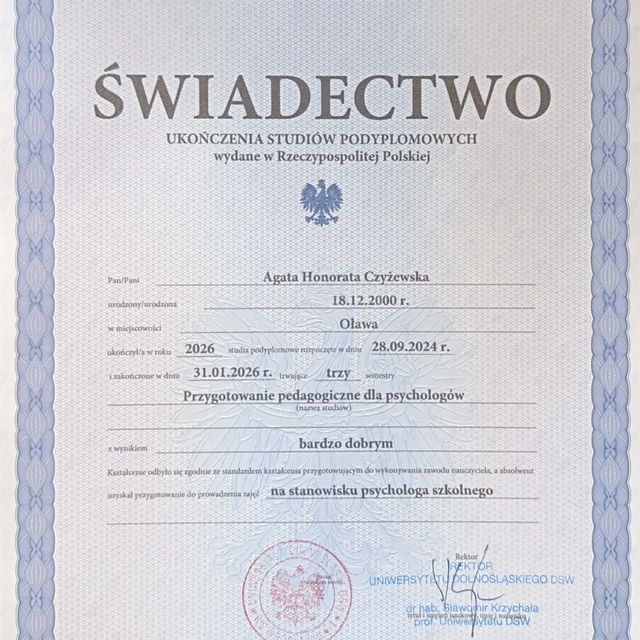 ŚWIADECTWO
UKOŃCZENIA STUDIÓW PODYPLOMOWYCH
wydane w Rzeczypospolitej Polskiej
Pan/Pani Agata Honorata Czyżewska
urodzony/urodzona 18.12.2000 r.
w miejscowości Oława
ukończył/a w roku 2026 studia podyplomowe rozpoczęte w dniu 28.09.2024 r.
i zakończone w dniu 31.01.2026 r. trwające trzy semestry
Przygotowanie pedagogiczne dla psychologów
(nazwa studiów)
z wynikiem bardzo dobrym
Kształcenie odbyło się zgodnie ze standardem kształcenia przygotowującym do wykonywania zawodu nauczyciela, a absolwent
uzyskał przygotowanie do prowadzenia zajęć na stanowisku psychologa szkolnego
Rektor
REKTOR
UNIWERSYTETU DOLNOŚLĄSKIEGO DSW
dr hab. Sławomir Krzychała
prof. Uniwersytetu DSW